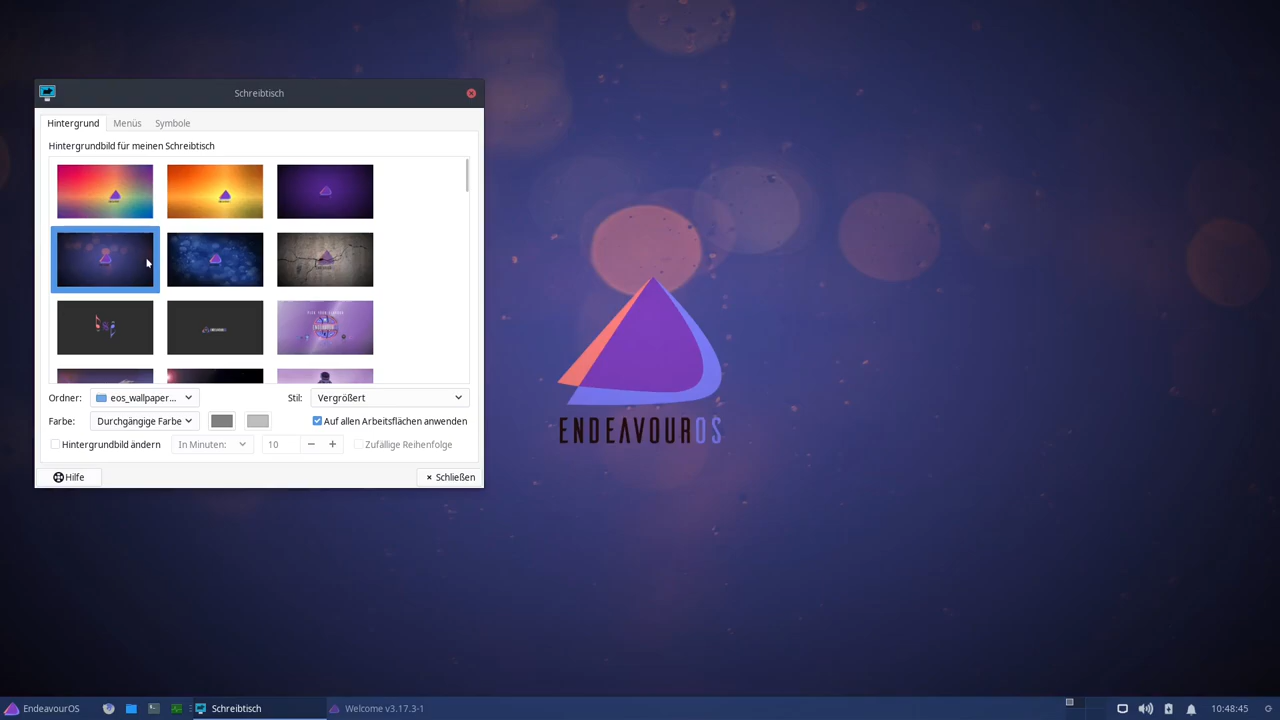 Schreibtisch
Hintergrund Menüs Symbole
Hintergrundbild für meinen Schreibtisch
Ordner: eos_wallpaper... Stil: Vergrößert
Farbe: Durchgängige Farbe Auf allen Arbeitsflächen anwenden
Hintergrundbild ändern In Minuten: 10 Zufällige Reihenfolge
Hilfe Schließen
ENDEAVOUROS
EndeavourOS Schreibtisch Welcome v3.17.3-1 10:48:45